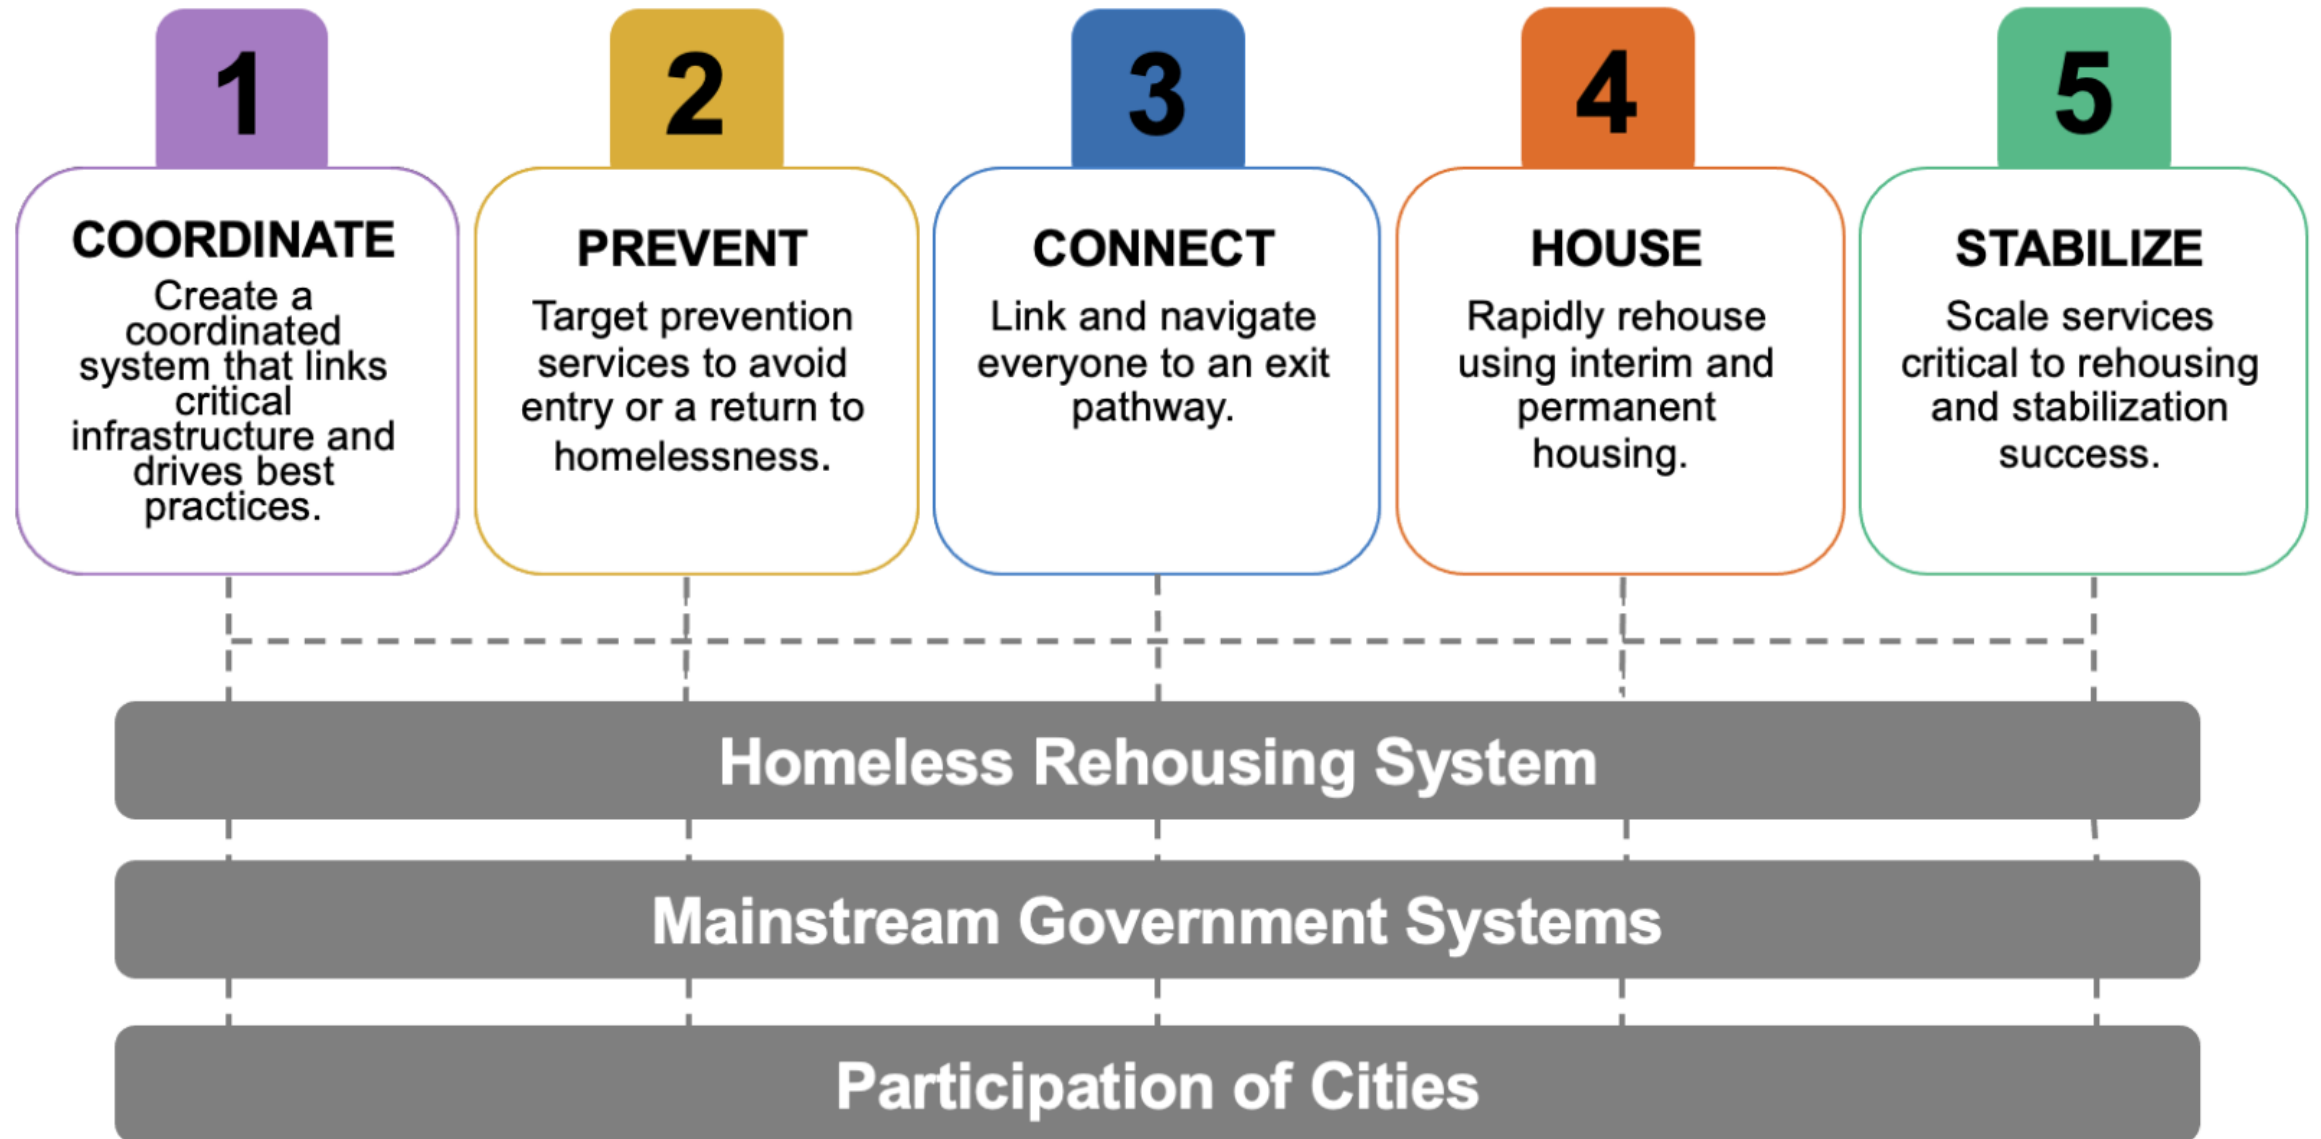 1
COORDINATE
Create a
coordinated
system that links
critical
infrastructure and
drives best
practices.
2
PREVENT
Target prevention
services to avoid
entry or a return to
homelessness.
3
CONNECT
Link and navigate
everyone to an exit
pathway.
4
HOUSE
Rapidly rehouse
using interim and
permanent
housing.
5
STABILIZE
Scale services
critical to rehousing
and stabilization
success.
Homeless Rehousing System
Mainstream Government Systems
Participation of Cities